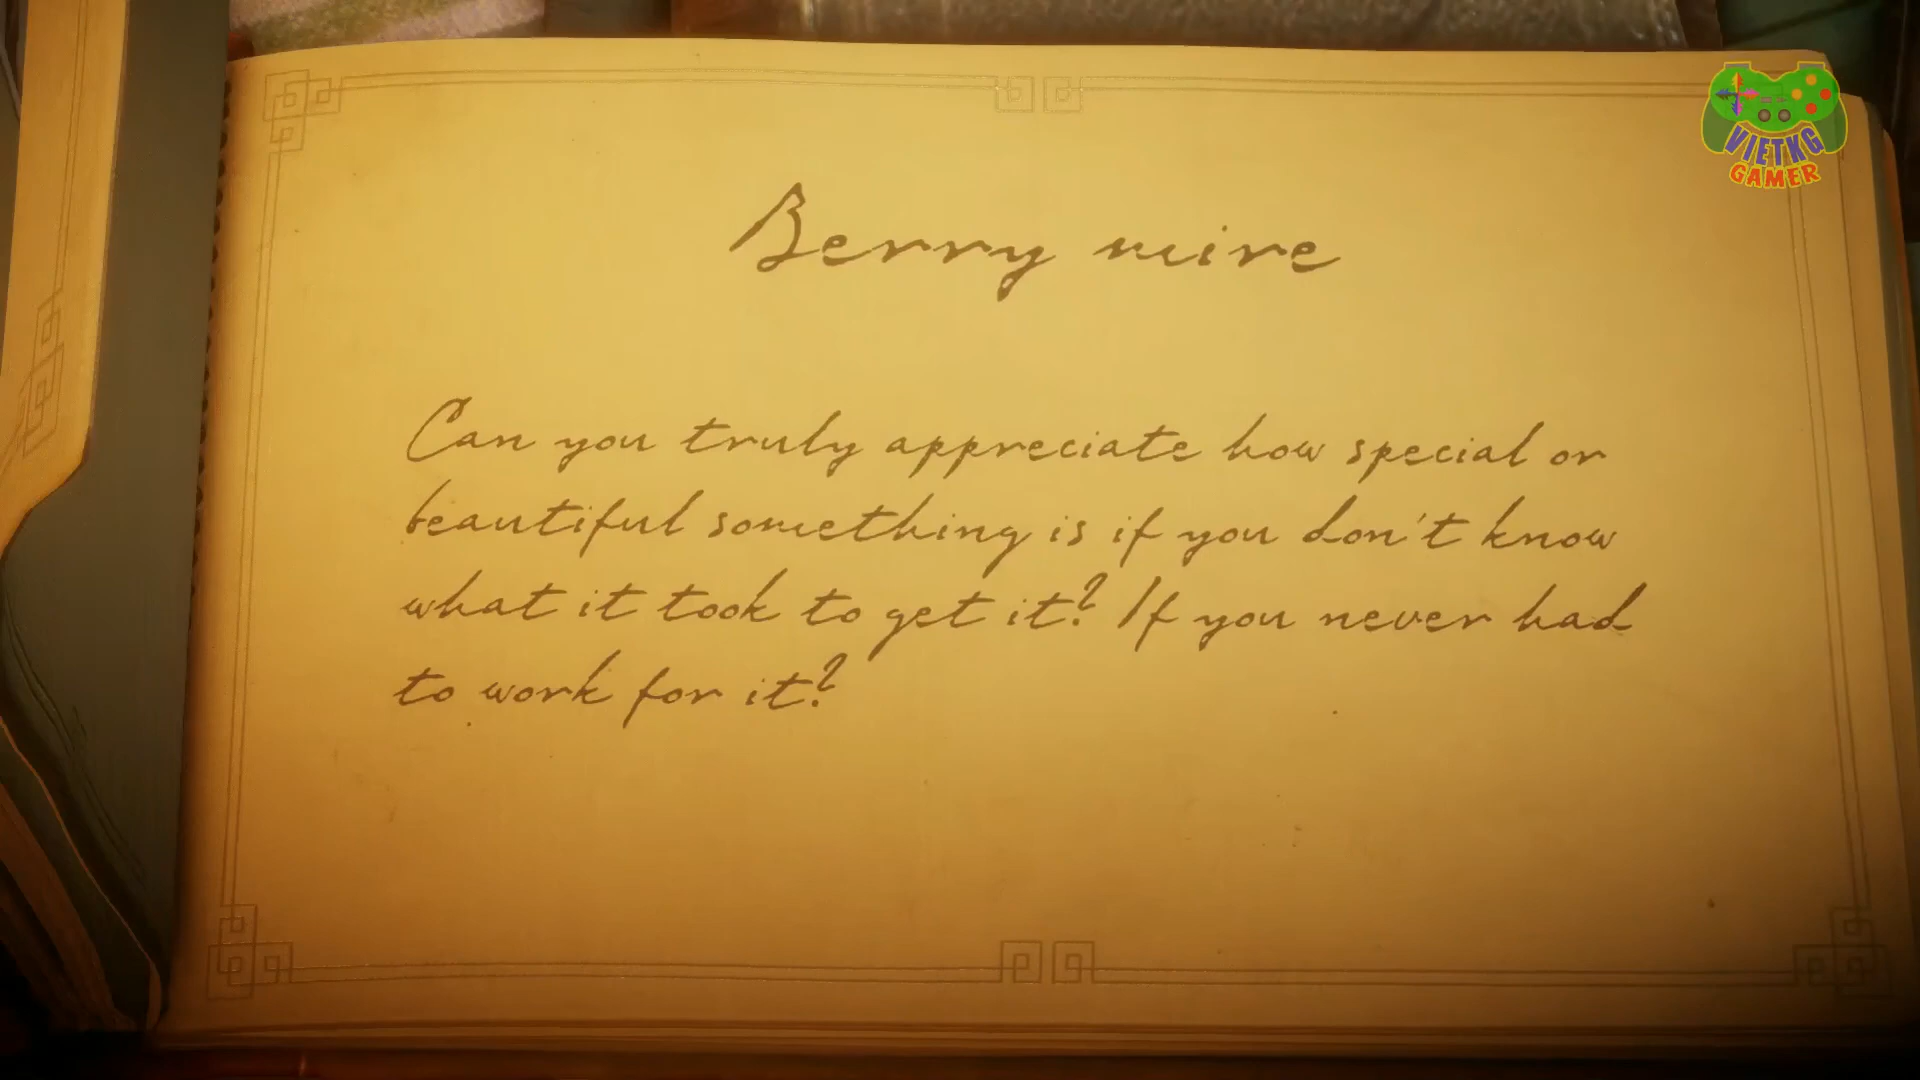 VIETKG
GAMER
Berry mire
Can you truly appreciate how special or
beautiful something is if you don't know
what it took to get it? If you never had
to work for it?